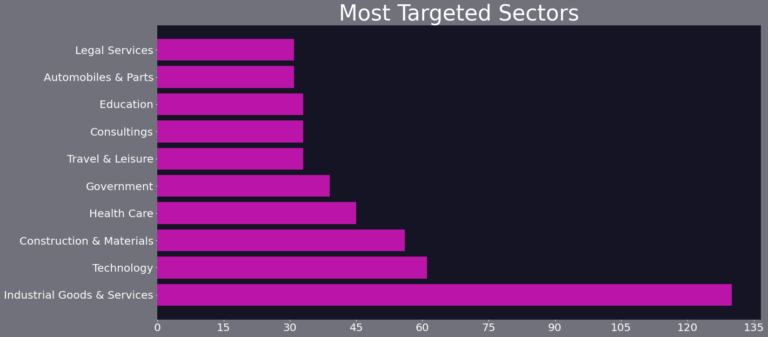 Most Targeted Sectors
Legal Services
Automobiles & Parts
Education
Consultings
Travel & Leisure
Government
Health Care
Construction & Materials
Technology
Industrial Goods & Services
0 15 30 45 60 75 90 105 120 135